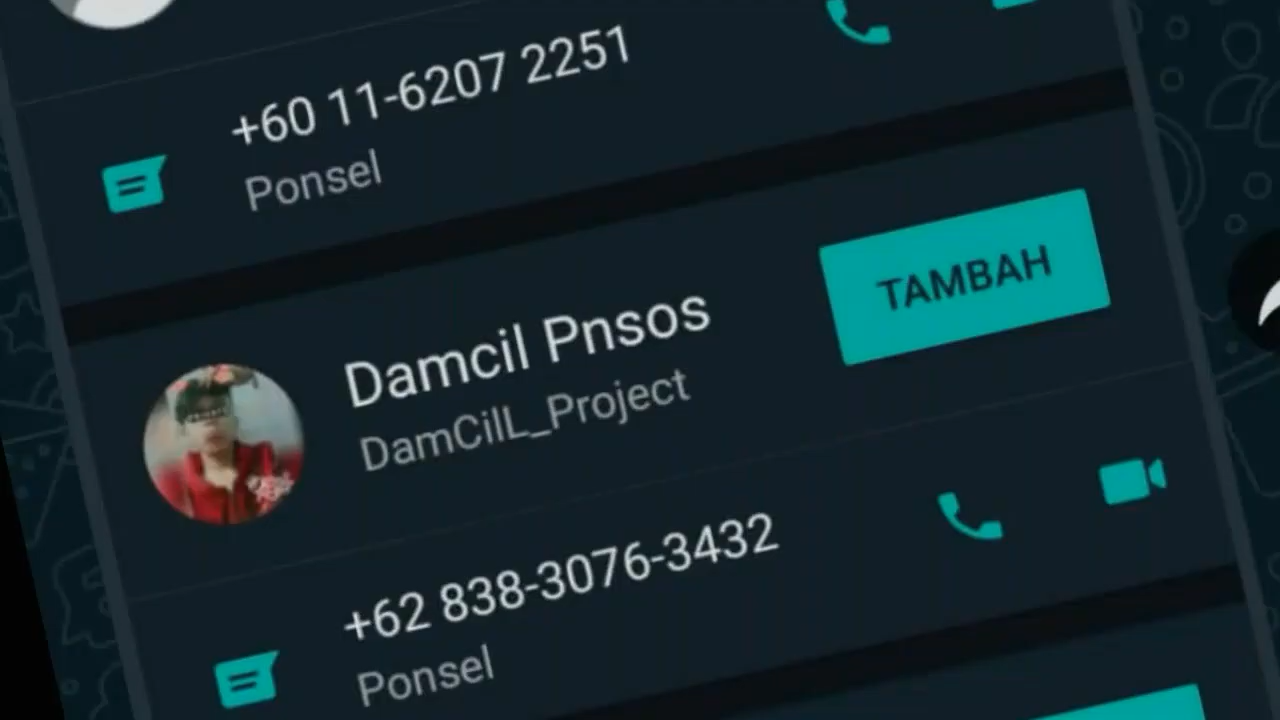 +60 11-6207 2251
Ponsel
TAMBAH
Damcil Pnsos
DamCilL_Project
+62 838-3076-3432
Ponsel